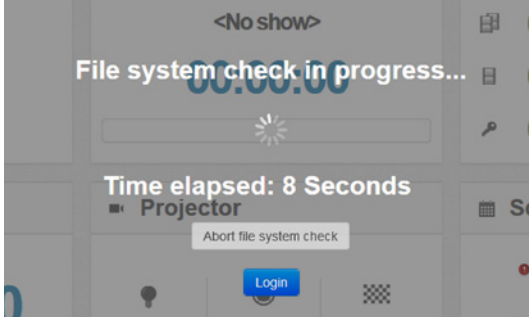 <No show>
File system check in progress...
00:00:00
Time elapsed: 8 Seconds
Projector
Abort file system check
Login